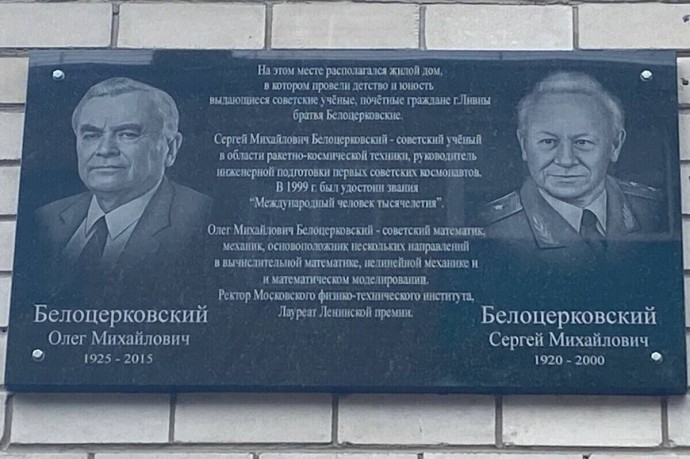 На этом месте располагался жилой дом,
в котором провели детство и юность
выдающиеся советские учёные, почётные граждане г.Ливны
братья Белоцерковские.
Сергей Михайлович Белоцерковский - советский учёный
в области ракетно-космической техники, руководитель
инженерной подготовки первых советских космонавтов.
В 1999 г. был удостоин звания
"Международный человек тысячелетия".
Олег Михайлович Белоцерковский - советский математик,
механик, основоположник нескольких направлений
в вычислительной математике, нелинейной механике и
и математическом моделировании.
Ректор Московского физико-технического института,
Лауреат Ленинской премии.
Белоцерковский
Олег Михайлович
1925 - 2015
Белоцерковский
Сергей Михайлович
1920 - 2000